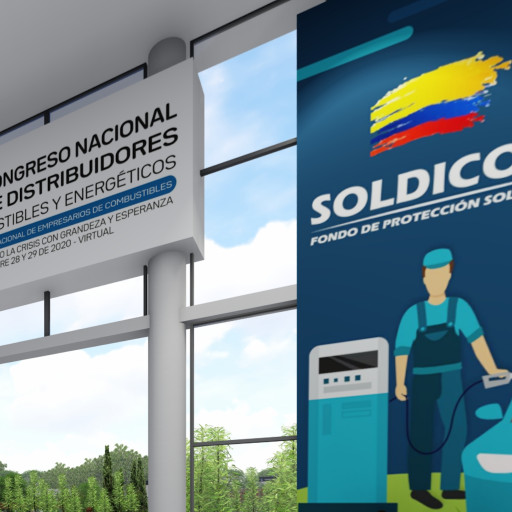 ONGRESO NACIONAL
E DISTRIBUIDORES
STIBLES Y ENERGÉTICOS
ACIONAL DE EMPRESARIOS DE COMBUSTIBLES
O LA CRISIS CON GRANDEZA Y ESPERANZA
RE 28 Y 29 DE 2020 - VIRTUAL
SOLDICO
FONDO DE PROTECCIÓN SOL